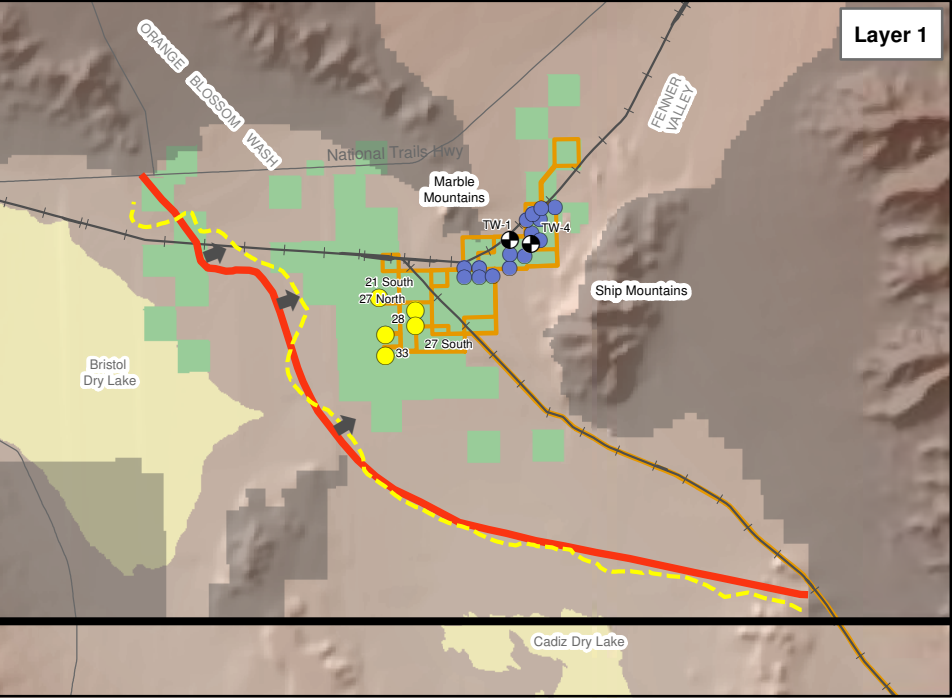 Layer 1
ORANGE BLOSSOM WASH
FENNER
VALLEY
National Trails Hwy
Marble
Mountains
TW-1
TW-4
21 South
27 North
Ship Mountains
28
27 South
33
Bristol
Dry Lake
Cadiz Dry Lake